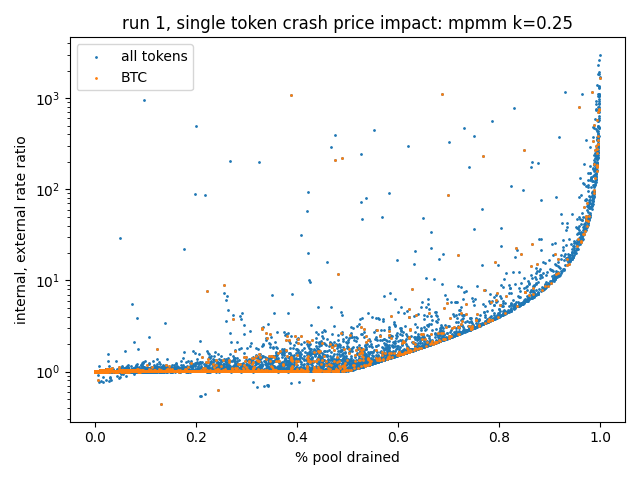 run 1, single token crash price impact: mpmm k=0.25
all tokens
BTC
10³
10²
10¹
10⁰
internal, external rate ratio
0.0 0.2 0.4 0.6 0.8 1.0
% pool drained